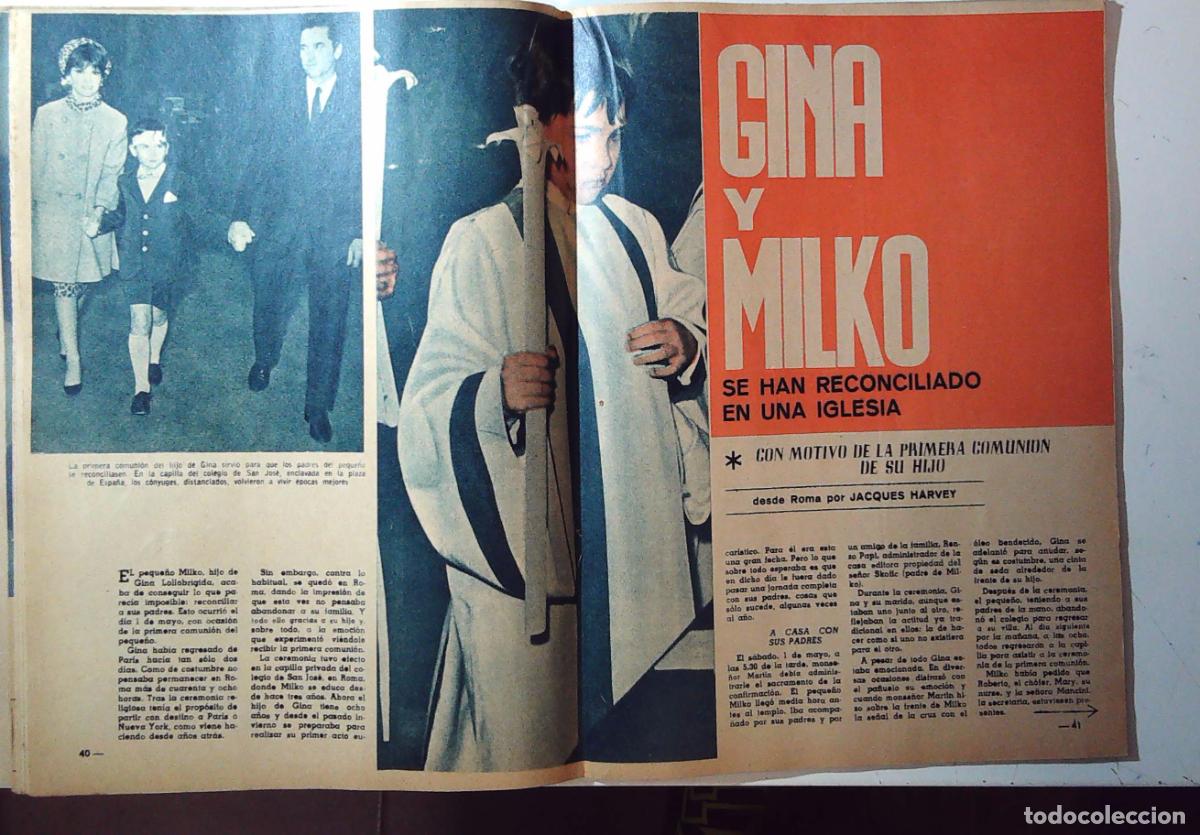 La primera comunión del hijo de Gina sirvió para que los padres del pequeño
se reconciliasen. En la capilla del colegio de San José, enclavada en la plaza
de España, los cónyuges, distanciados, volvieron a vivir épocas mejores
EL pequeño Milko, hijo de
Gina Lollobrigida, aca-
ba de conseguir lo que pa-
recía imposible: reconciliar
a sus padres. Esto ocurrió el
día 1 de mayo, con ocasión
de la primera comunión del
pequeño.
Gina había regresado de
París hacía tan sólo dos
días. Como de costumbre no
pensaba permanecer en Ro-
ma más de cuarenta y ocho
horas. Tras la ceremonia re-
ligiosa tenía el propósito de
partir con destino a París o
Nueva York, como viene ha-
ciendo desde años atrás.
Sin embargo, contra lo
habitual, se quedó en Ro-
ma, dando la impresión de
que esta vez no pensaba
abandonar a su familia. Y
todo ello gracias a su hijo y,
sobre todo, a la emoción
que experimentó viéndole
recibir la primera comunión.
La ceremonia tuvo efecto
en la capilla privada del co-
legio de San José, en Roma,
donde Milko se educa des-
de hace tres años. Ahora el
hijo de Gina tiene ocho
años y desde el pasado in-
vierno se preparaba para
realizar su primer acto eu-
40 —
GINA
Y
MILKO
SE HAN RECONCILIADO
EN UNA IGLESIA
* CON MOTIVO DE LA PRIMERA COMUNION
DE SU HIJO
desde Roma por JACQUES HARVEY
carístico. Para él era esta
una gran fecha. Pero lo que
sobre todo esperaba es que
en dicho día le fuera dado
pasar una jornada completa
con sus padres, cosas que
sólo sucede, algunas veces
al año.
A CASA CON
SUS PADRES
El sábado, 1 de mayo, a
las 5.30 de la tarde, monse-
ñor Martin debía adminis-
trarle el sacramento de la
confirmación. El pequeño
Milko llegó media hora an-
tes al templo. Iba acompa-
ñado por sus padres y por
un amigo de la familia, Ren-
zo Papi, administrador de la
casa editora propiedad del
señor Skofic (padre de Mil-
ko).
Durante la ceremonia, Gi-
na y su marido, aunque es-
taban uno junto al otro, re-
flejaban la actitud ya tra-
dicional en ellos: la de ha-
cer como si uno no existiera
para el otro.
A pesar de todo Gina es-
taba emocionada. En diver-
sas ocasiones disfrazó con
el pañuelo su emoción y
cuando monseñor Martin hi-
zo sobre la frente de Milko
la señal de la cruz con el
óleo bendecido, Gina se
adelantó para anudar, se-
gún es costumbre, una cinta
de seda alrededor de la
frente de su hijo.
Después de la ceremonia,
el pequeño, teniendo a sus
padres de la mano, abando-
nó el colegio para regresar
a su villa. Al día siguiente
por la mañana, a las ocho,
todos regresaron a la capi-
lla para asistir a la ceremo-
nia de la primera comunión.
Milko había pedido que
Roberto, el chófer, Mary, su
nurse, y la señora Mancini,
la secretaria, estuviesen pre-
sentes.
— 41
todocoleccion